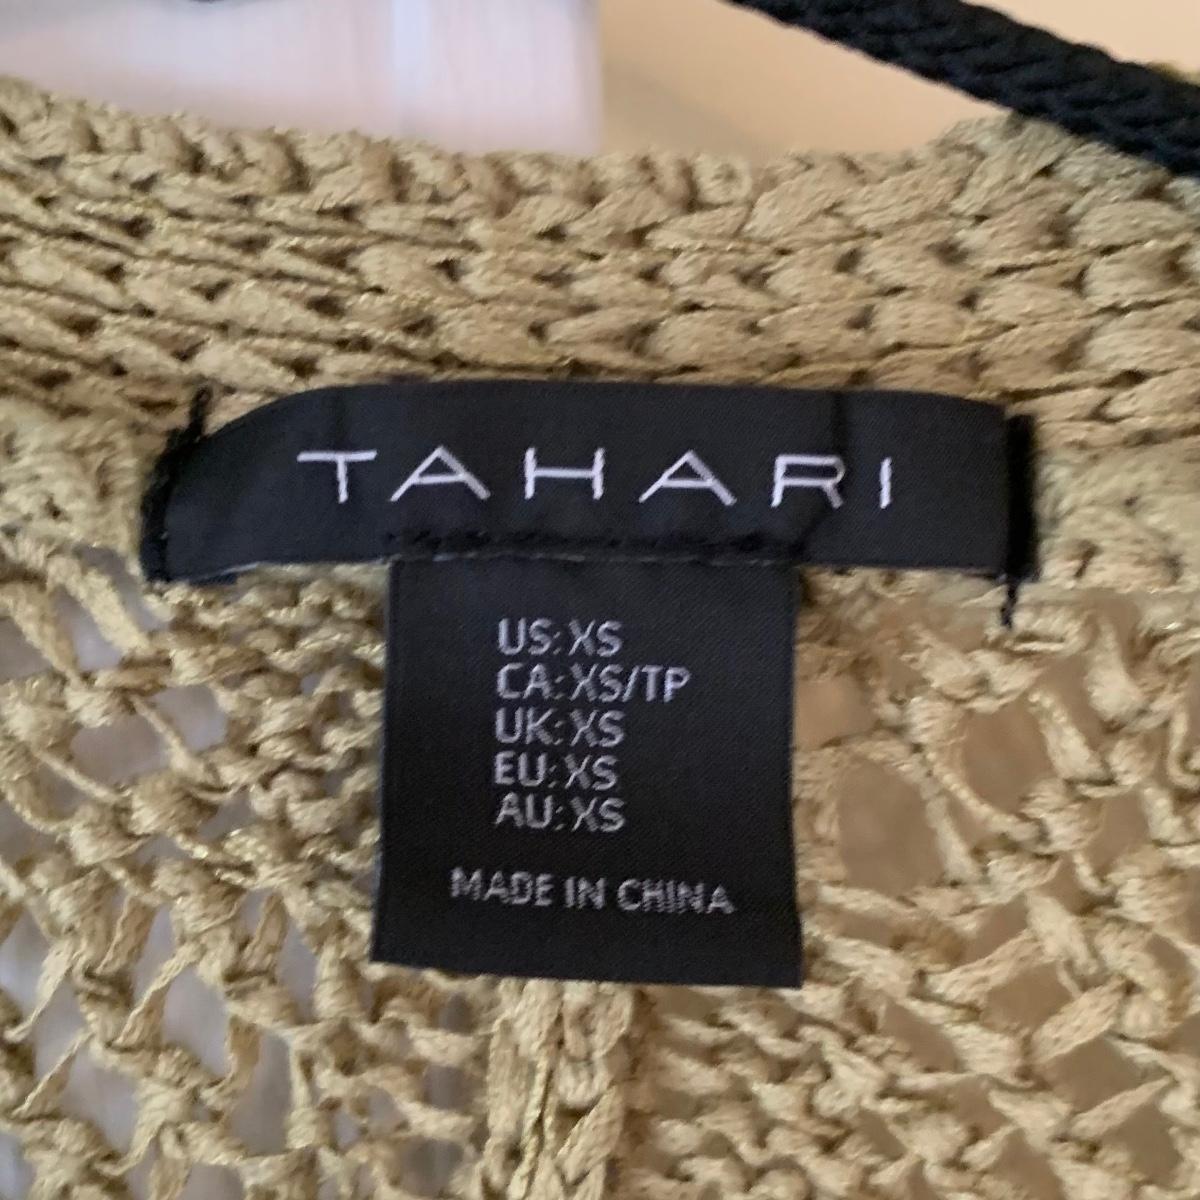 TAHARI
US: XS
CA: XS/TP
UK: XS
EU: XS
AU: XS
MADE IN CHINA